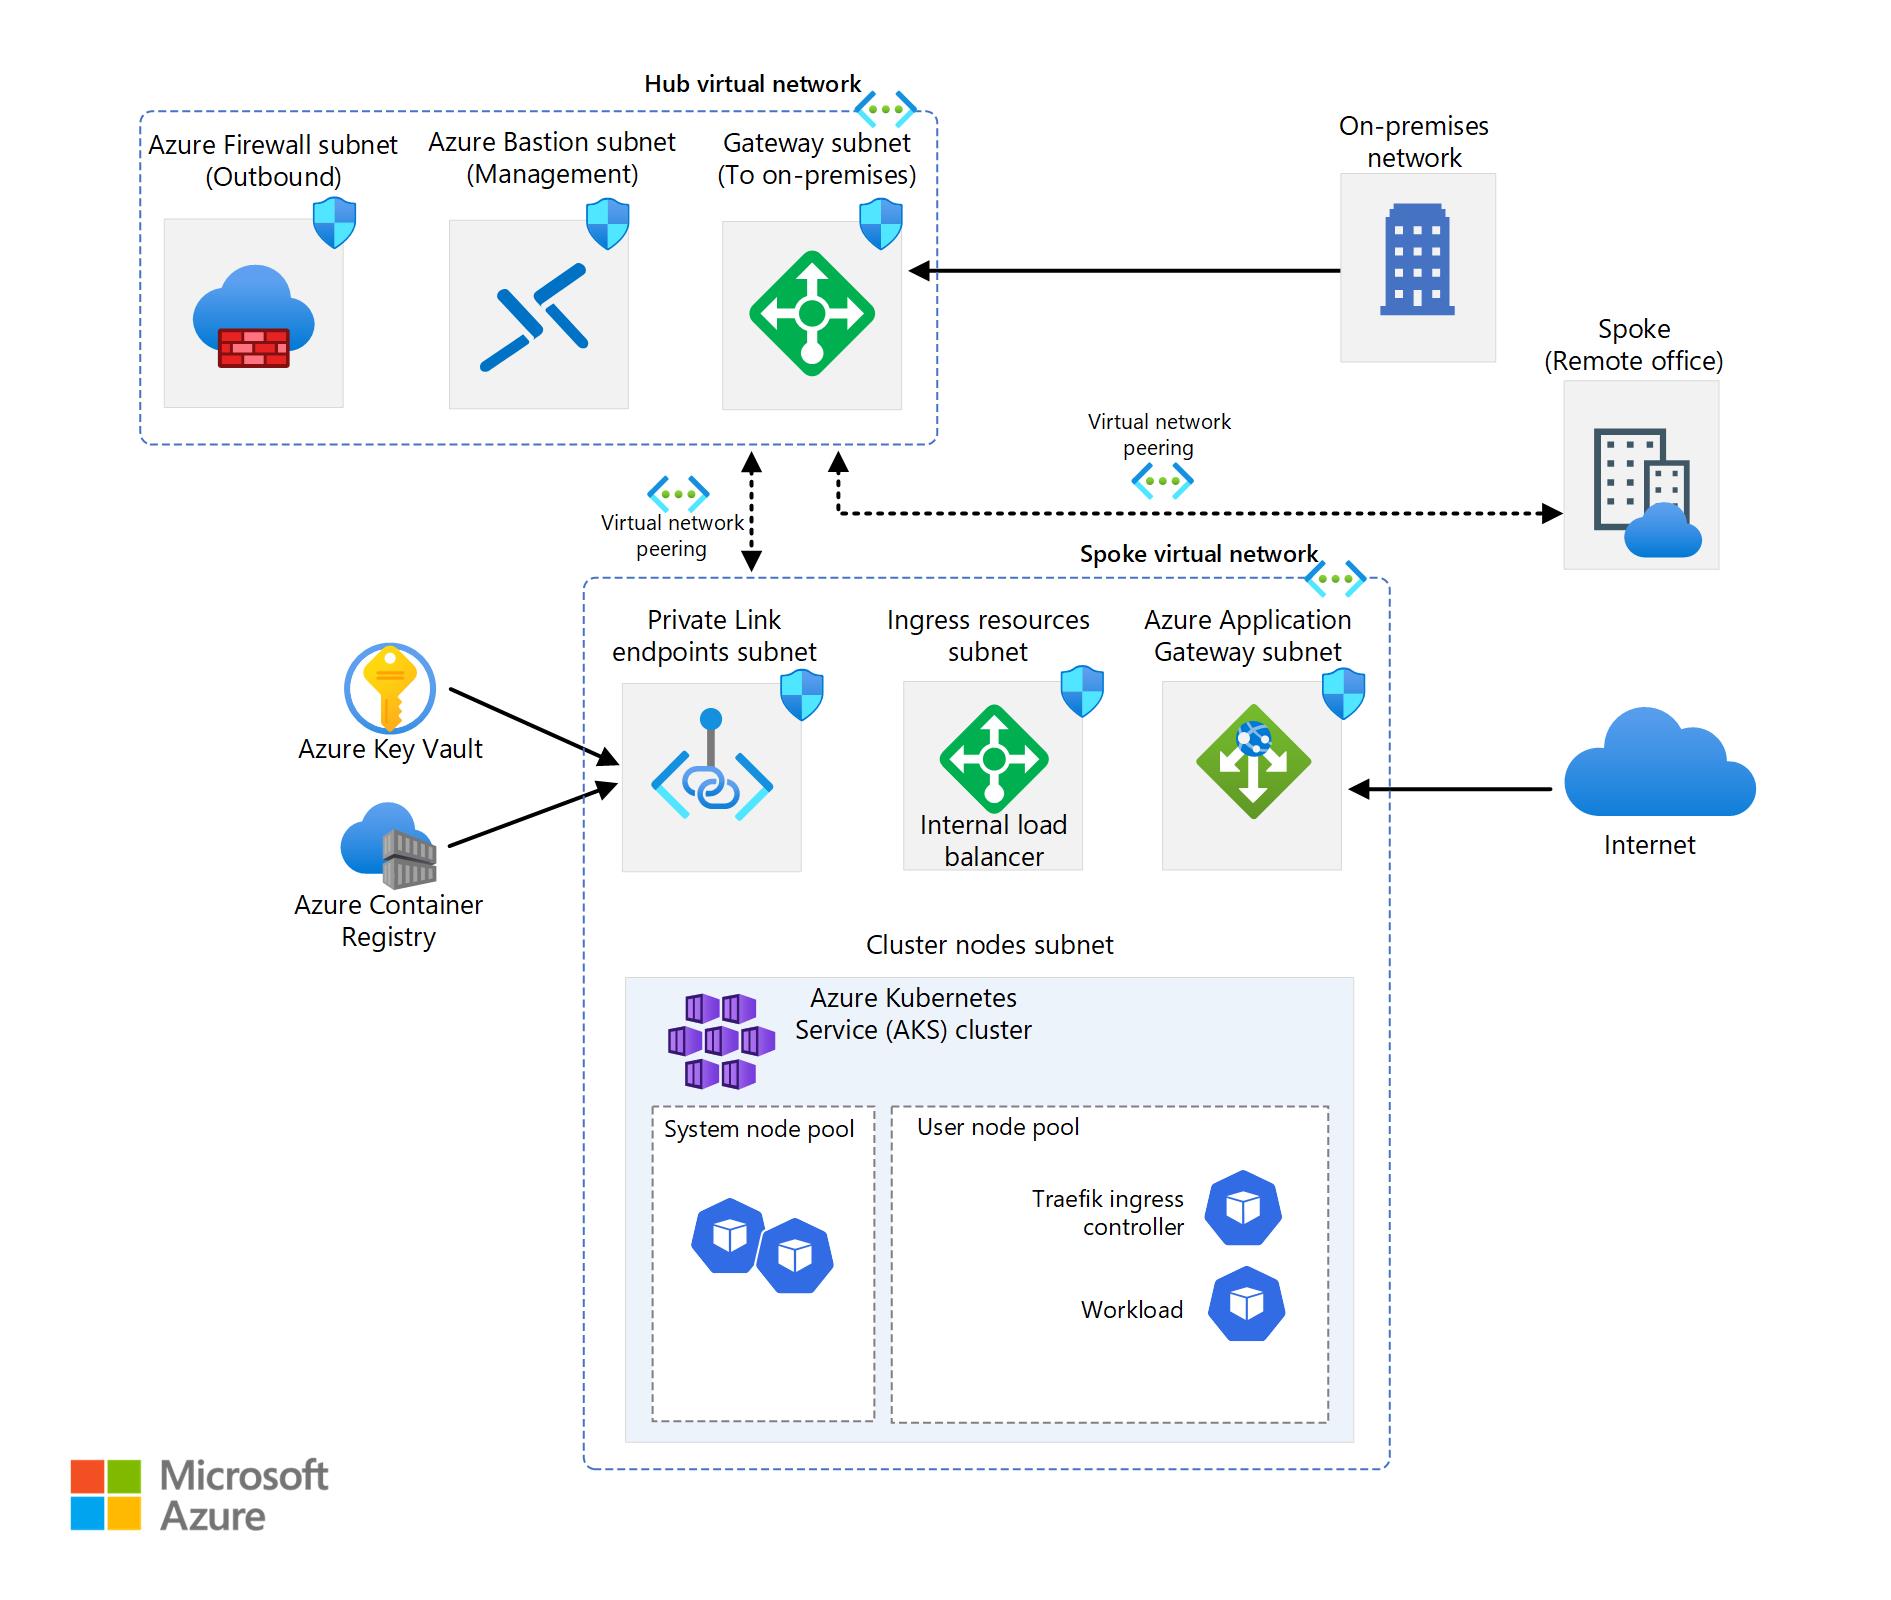 Hub virtual network
Azure Firewall subnet
(Outbound)
Azure Bastion subnet
(Management)
Gateway subnet
(To on-premises)
On-premises
network
Spoke
(Remote office)
Virtual network
peering
Virtual network
peering
Spoke virtual network
Private Link
endpoints subnet
Ingress resources
subnet
Azure Application
Gateway subnet
Azure Key Vault
Internal load
balancer
Internet
Azure Container
Registry
Cluster nodes subnet
Azure Kubernetes
Service (AKS) cluster
System node pool
User node pool
Traefik ingress
controller
Workload
Microsoft
Azure